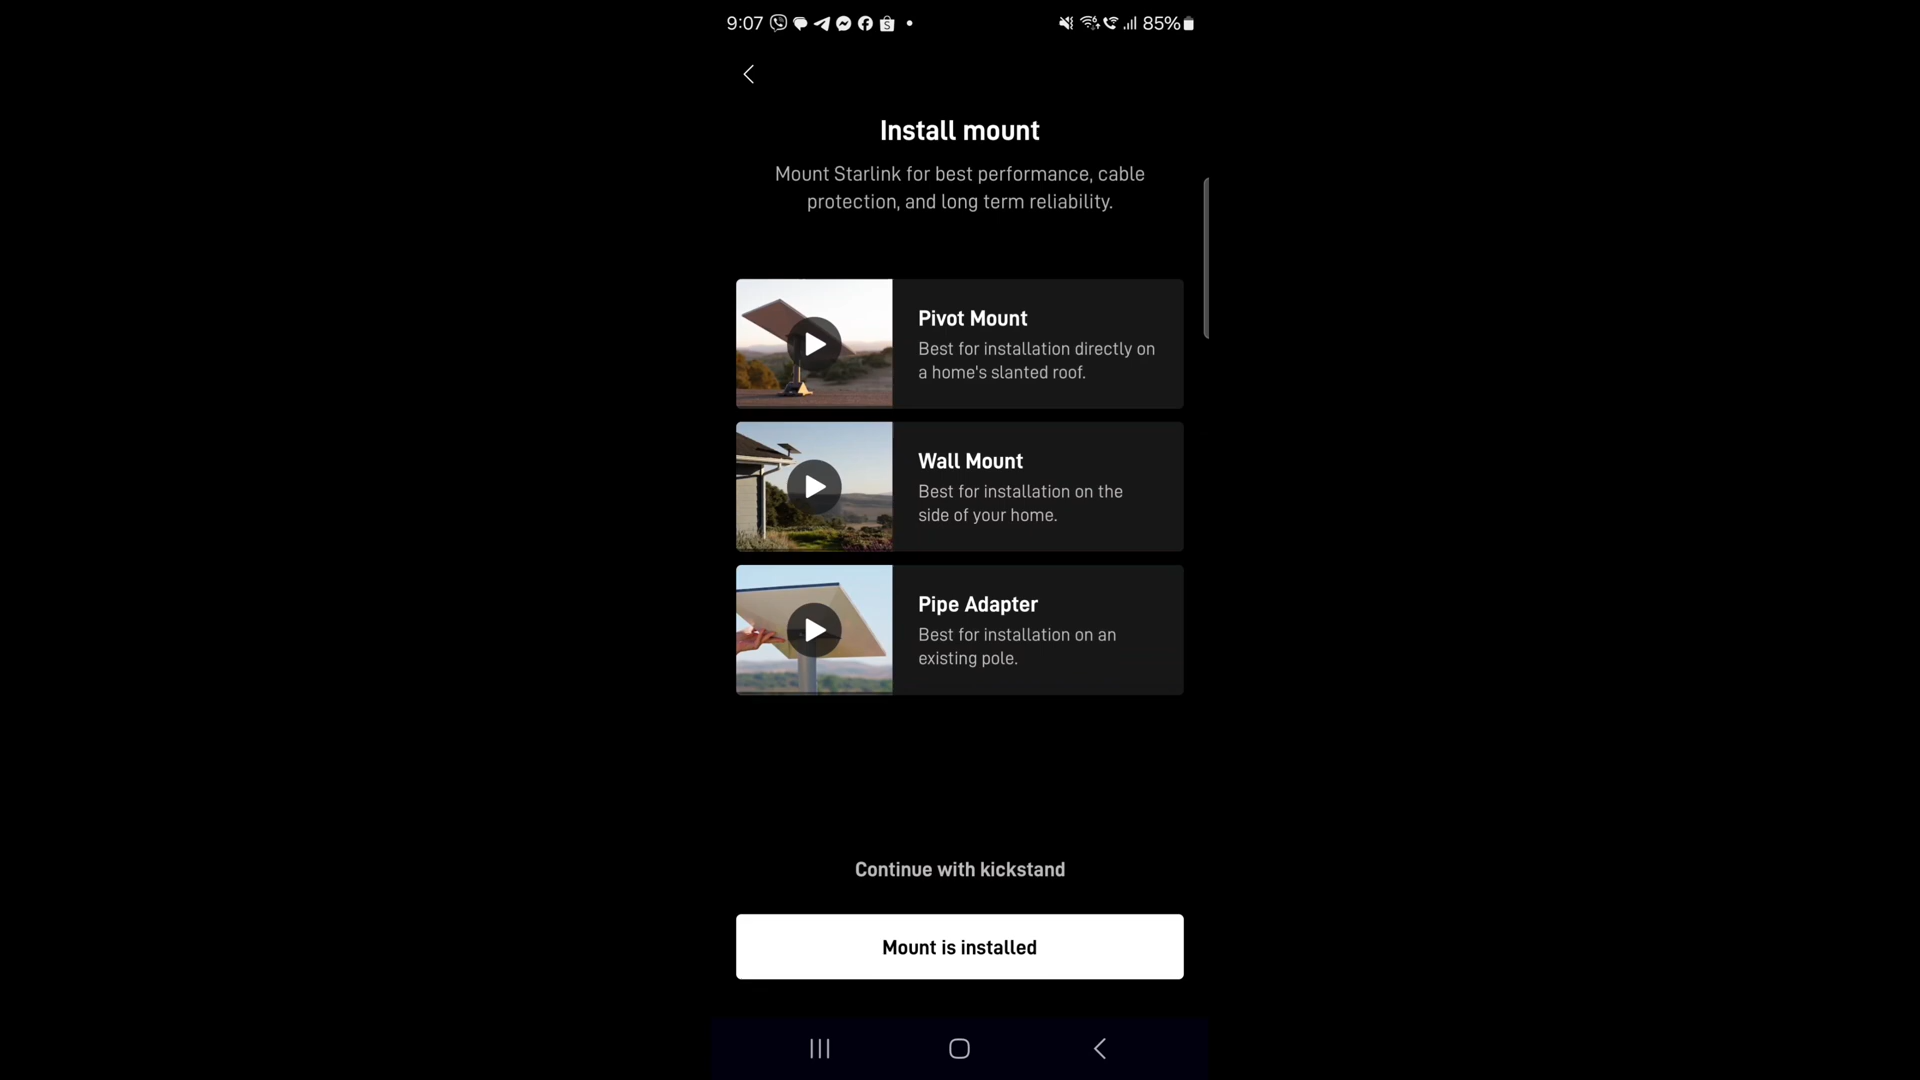 9:07 85%
Install mount
Mount Starlink for best performance, cable
protection, and long term reliability.
Pivot Mount
Best for installation directly on
a home's slanted roof.
Wall Mount
Best for installation on the
side of your home.
Pipe Adapter
Best for installation on an
existing pole.
Continue with kickstand
Mount is installed